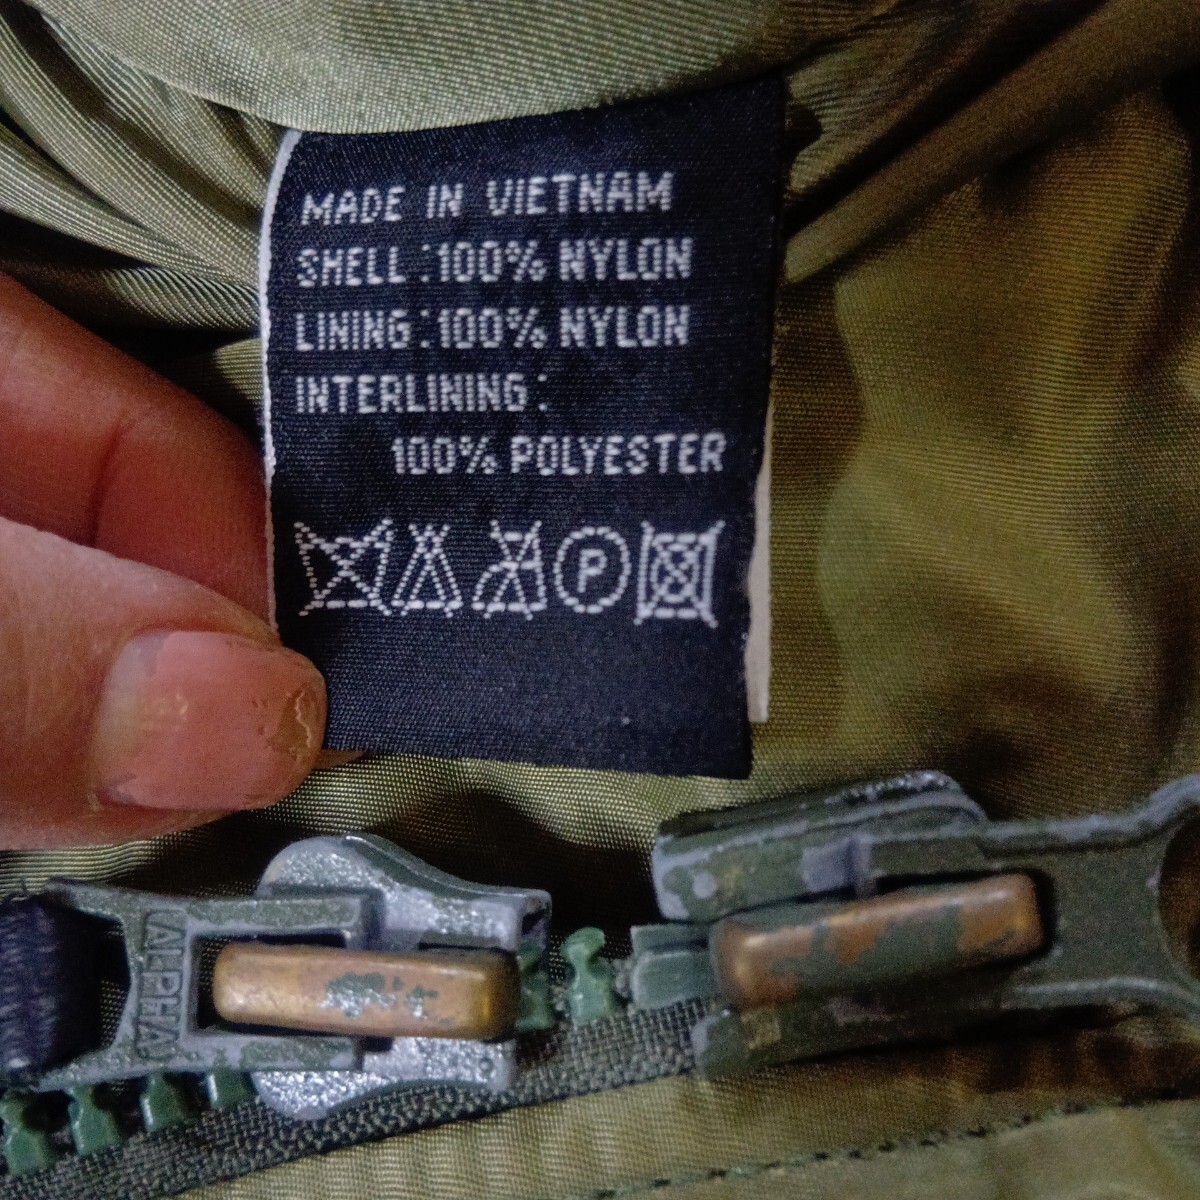 MADE IN VIETNAM
SHELL :100% NYLON
LINING :100% NYLON
INTERLINING :
100% POLYESTER
P
ALPHA